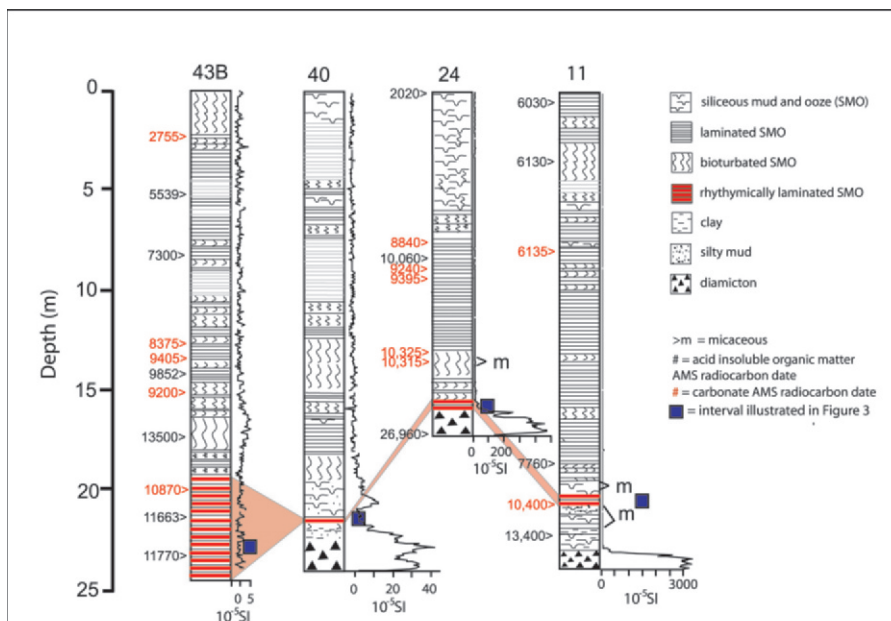 43B
40
24
11
0
5
10
15
20
25
Depth (m)
2755>
5539>
7300>
8375>
9405>
9852>
9200>
13500>
10870>
11663>
11770>
0 5
10⁻⁵SI
0 20 40
10⁻⁵SI
2020>
8840>
10,060>
9240>
9395>
10,325>
10,315>
26,960>
> m
0 200
10⁻⁵SI
6030>
6130>
6135>
7760>
10,400>
13,400>
m
m
0 3000
10⁻⁵SI
siliceous mud and ooze (SMO)
laminated SMO
bioturbated SMO
rhythymically laminated SMO
clay
silty mud
diamicton
>m = micaceous
# = acid insoluble organic matter
AMS radiocarbon date
# = carbonate AMS radiocarbon date
= interval illustrated in Figure 3